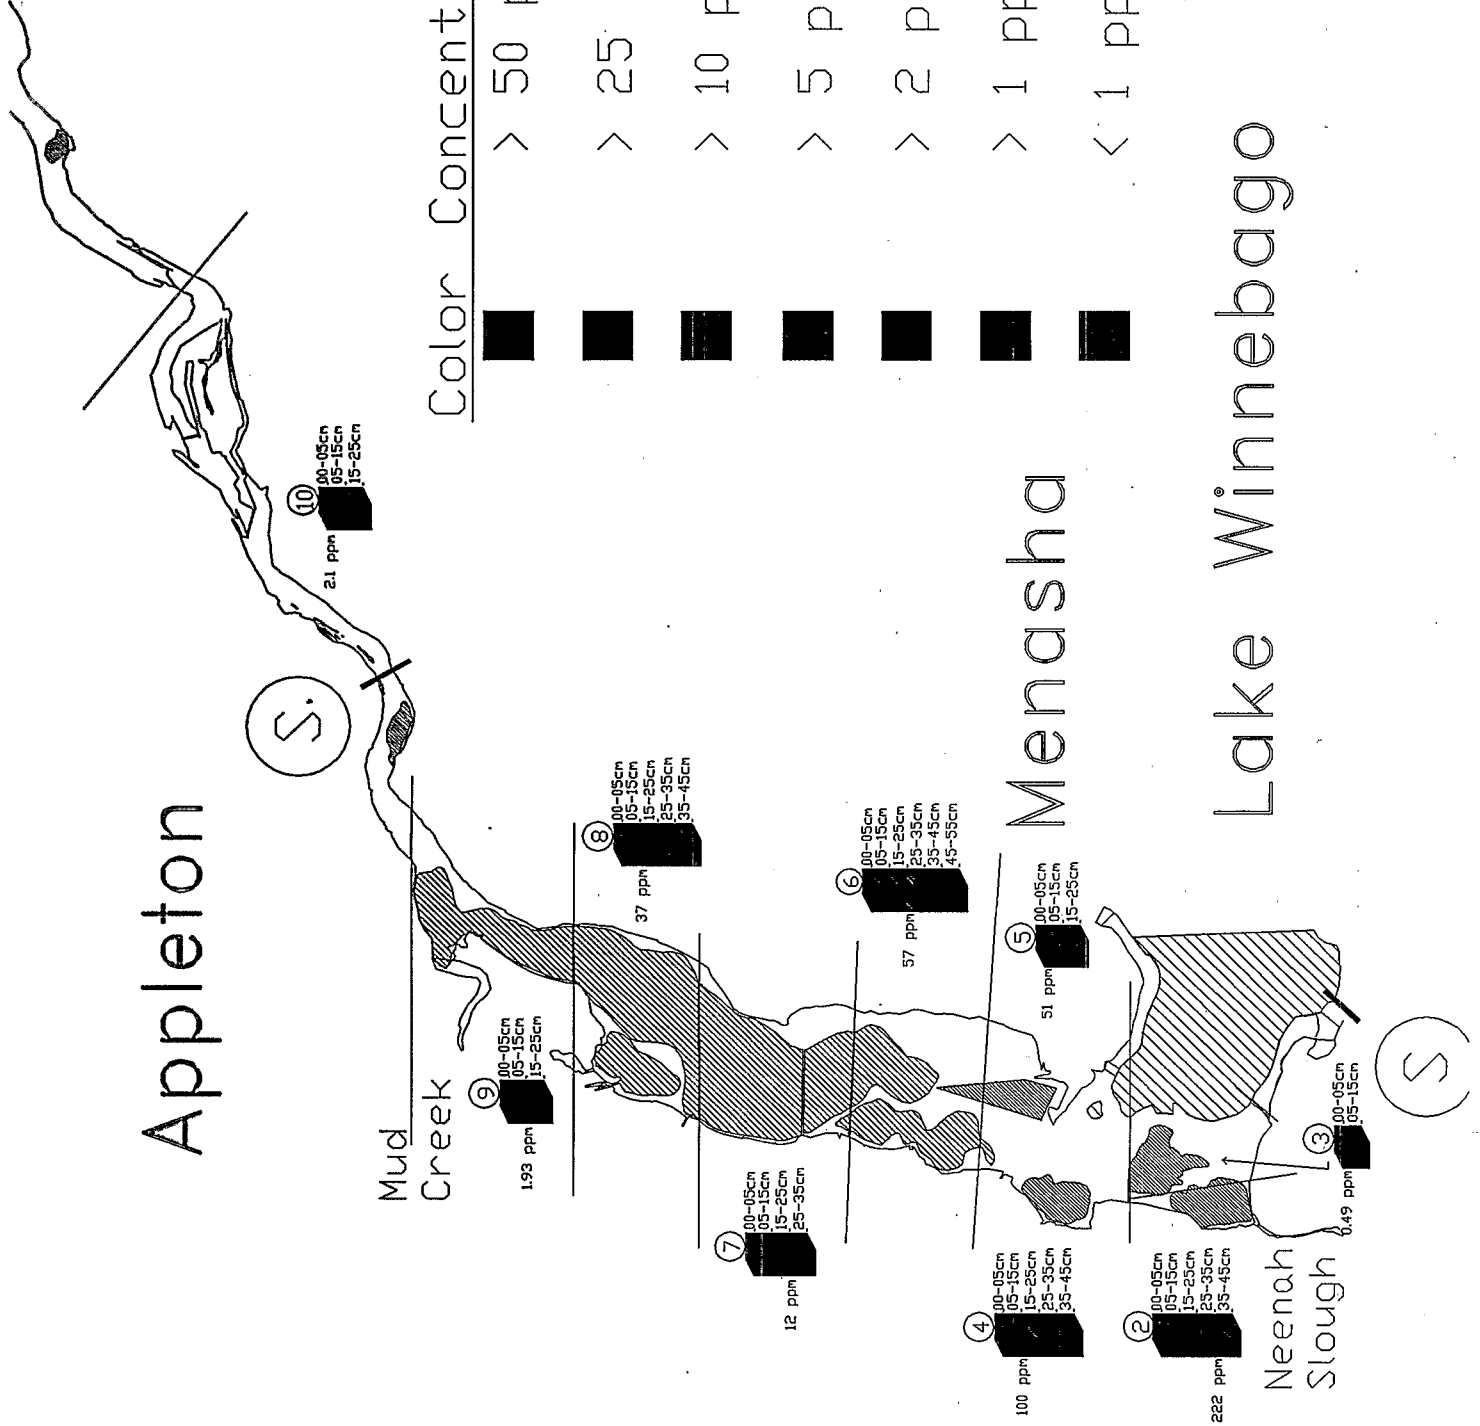 Appleton
S.
Mud
Creek
10
2.1 ppm
00-05cm
05-15cm
15-25cm
9
1.93 ppm
00-05cm
05-15cm
15-25cm
8
37 ppm
00-05cm
05-15cm
15-25cm
25-35cm
35-45cm
7
12 ppm
00-05cm
05-15cm
15-25cm
25-35cm
6
57 ppm
00-05cm
05-15cm
15-25cm
25-35cm
35-45cm
45-55cm
5
51 ppm
00-05cm
05-15cm
15-25cm
4
100 ppm
00-05cm
05-15cm
15-25cm
25-35cm
35-45cm
2
222 ppm
00-05cm
05-15cm
15-25cm
25-35cm
35-45cm
3
0.49 ppm
00-05cm
05-15cm
Neenah
Slough
S
Menasha
Lake Winnebago
Color Concent
> 50 p
> 25
> 10 p
> 5 p
> 2 p
> 1 pp
< 1 pp